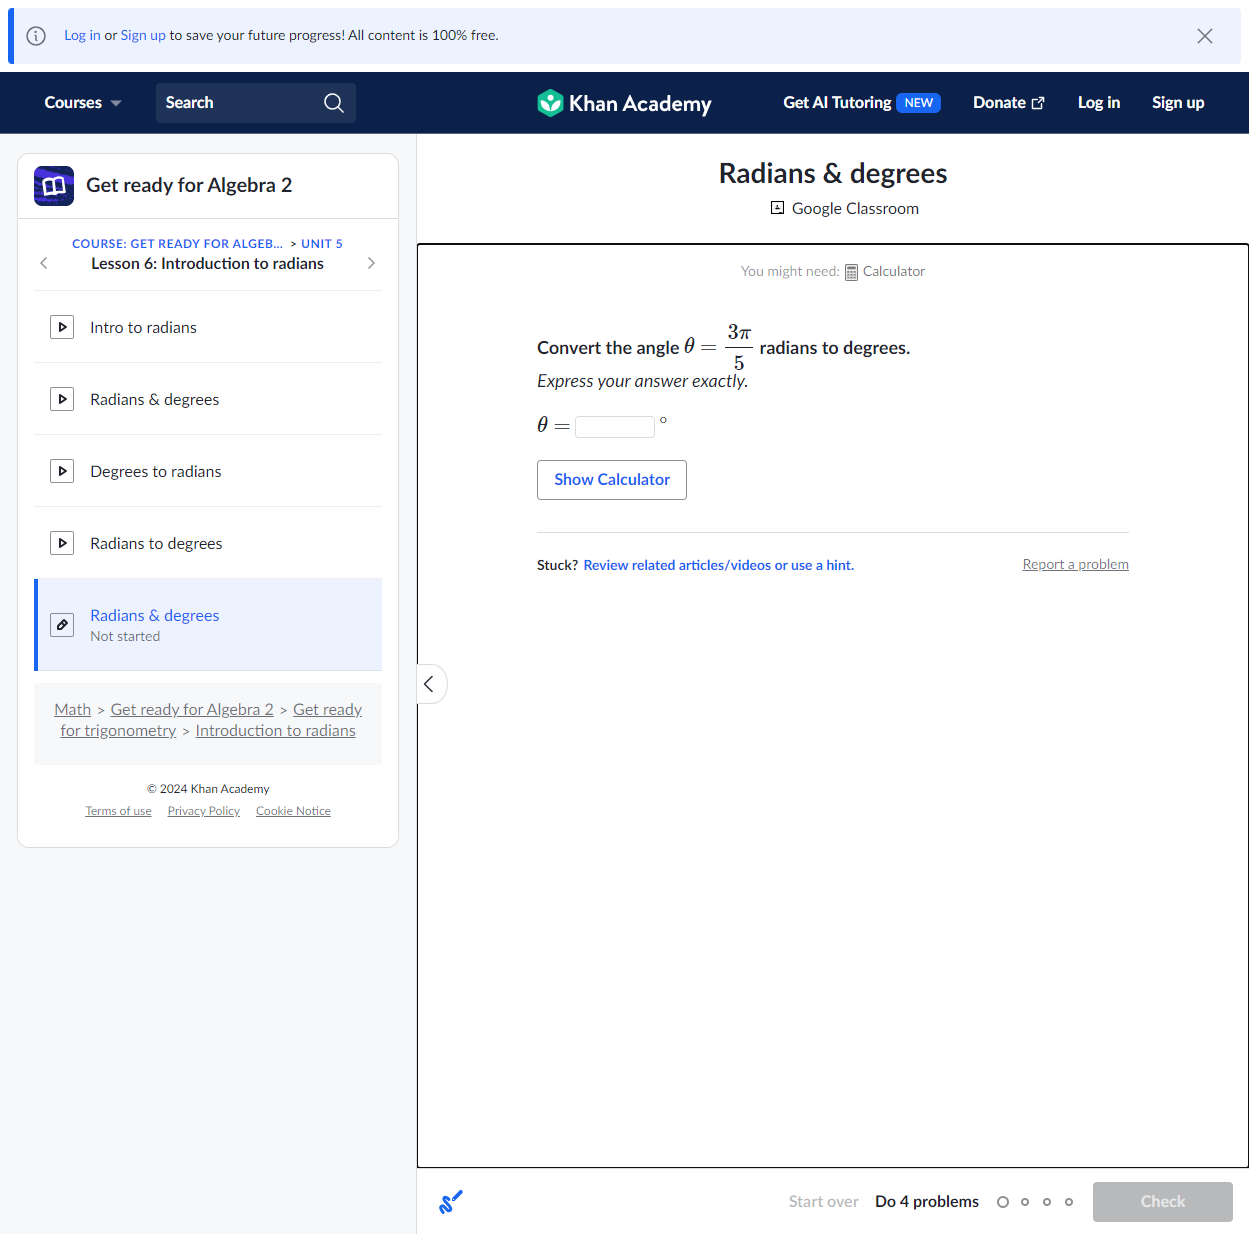 Log in or Sign up to save your future progress! All content is 100% free.
Courses
Search
Khan Academy
Get AI Tutoring NEW
Donate
Log in
Sign up
Get ready for Algebra 2
COURSE: GET READY FOR ALGEB... > UNIT 5
Lesson 6: Introduction to radians
Intro to radians
Radians & degrees
Degrees to radians
Radians to degrees
Radians & degrees
Not started
Math > Get ready for Algebra 2 > Get ready
for trigonometry > Introduction to radians
© 2024 Khan Academy
Terms of use Privacy Policy Cookie Notice
Radians & degrees
Google Classroom
You might need: Calculator
Convert the angle θ = 3π/5 radians to degrees.
Express your answer exactly.
θ = °
Show Calculator
Stuck? Review related articles/videos or use a hint.
Report a problem
Start over
Do 4 problems
Check